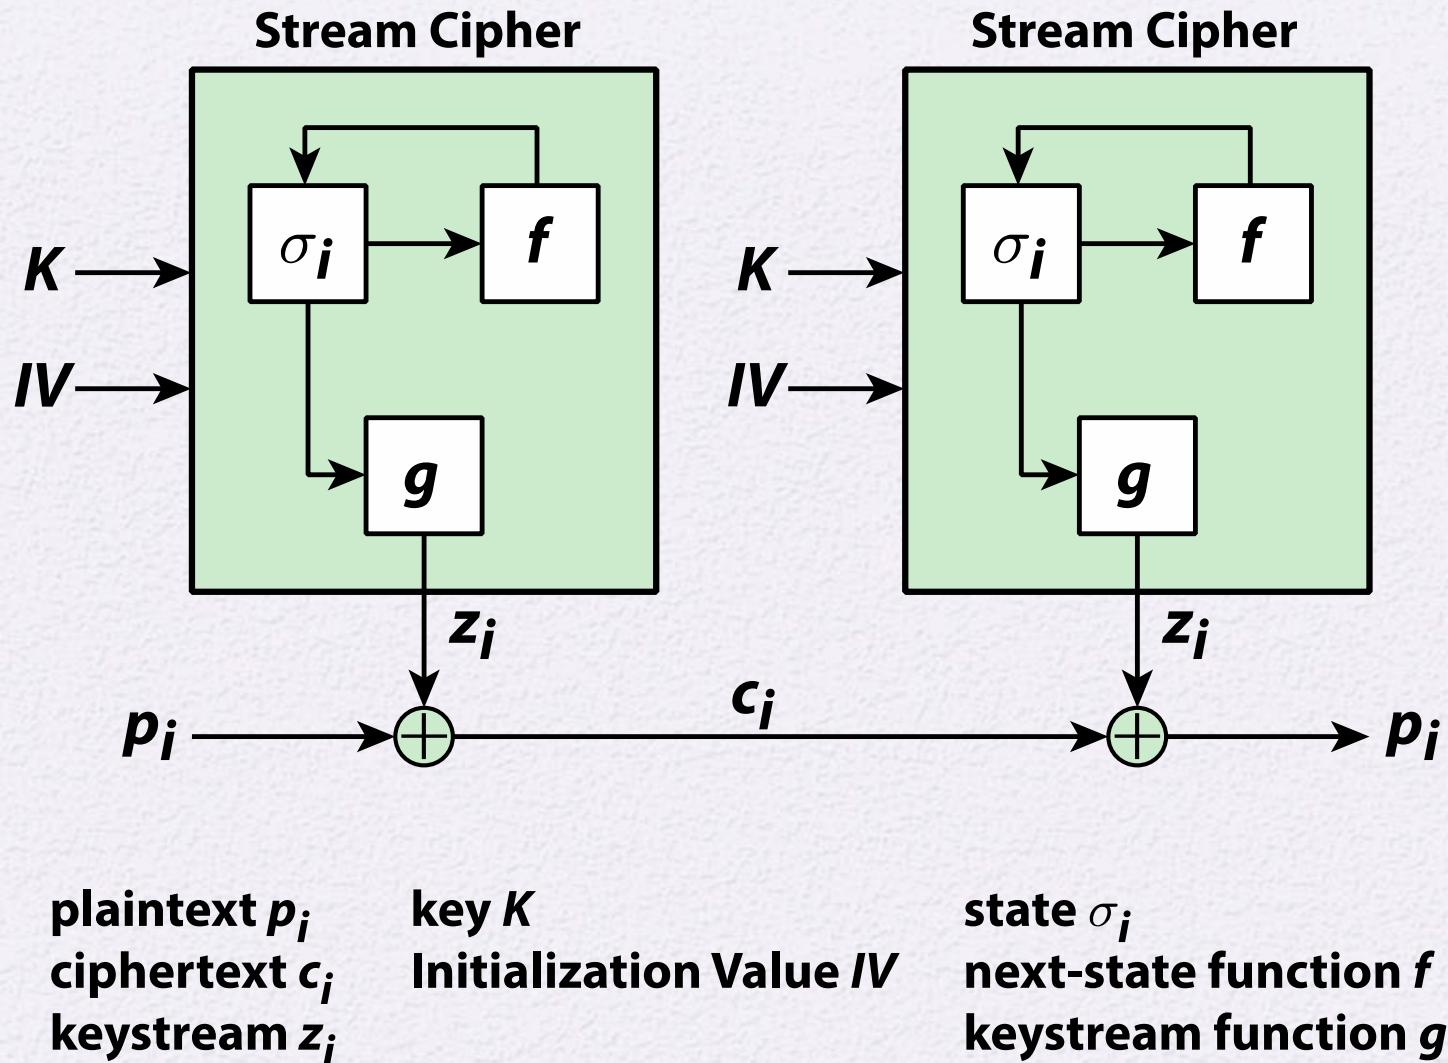 Stream Cipher
Stream Cipher
σi
f
K
IV
g
zi
σi
f
K
IV
g
zi
pi
ci
pi
plaintext pi
ciphertext ci
keystream zi
key K
Initialization Value IV
state σi
next-state function f
keystream function g